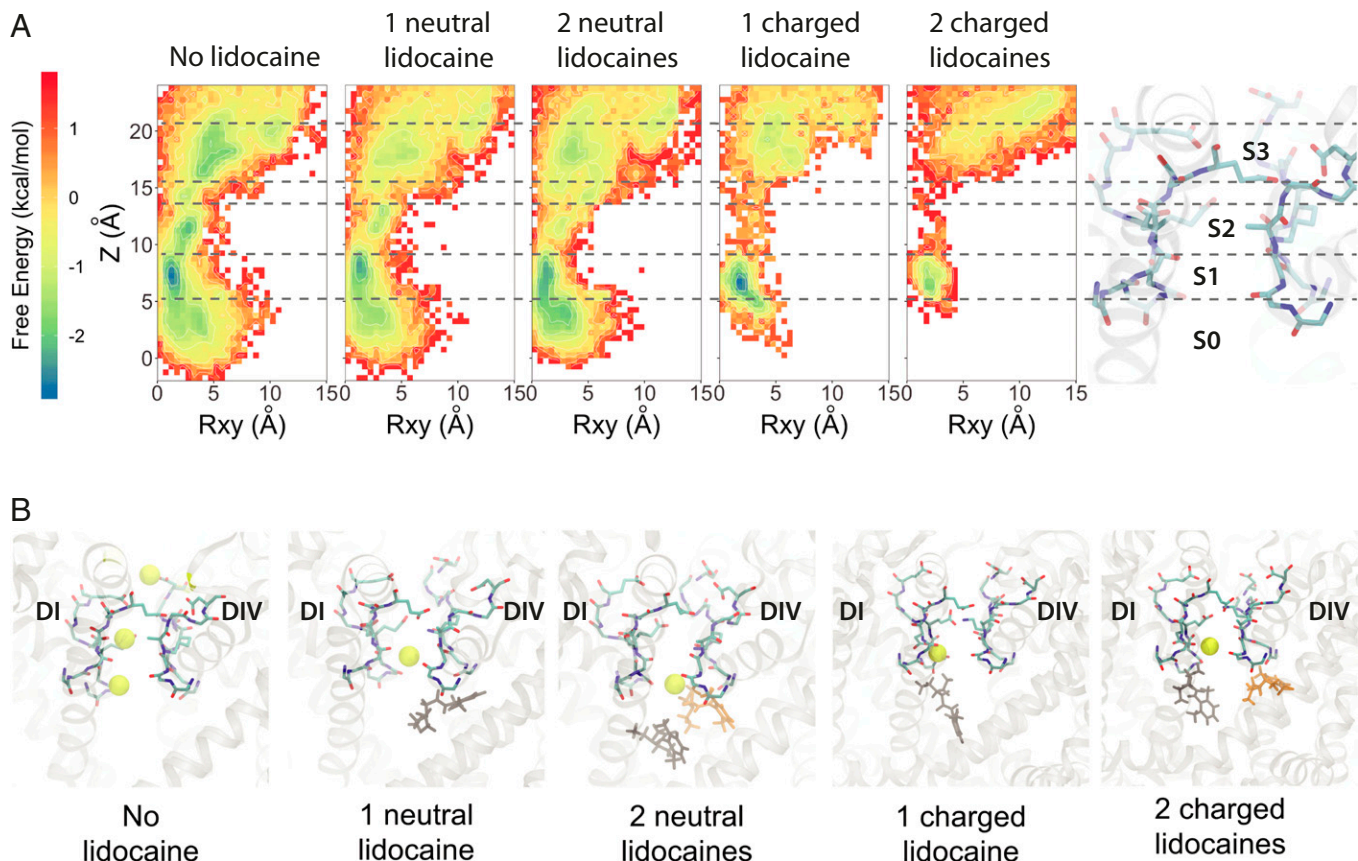 A
No lidocaine
1 neutral
lidocaine
2 neutral
lidocaines
1 charged
lidocaine
2 charged
lidocaines
Free Energy (kcal/mol)
1
0
-1
-2
Z (Å)
20
15
10
5
0
S3
S2
S1
S0
0 5 10 15
5 10 15
5 10 15
5 10 15
5 10 15
Rxy (Å)
Rxy (Å)
Rxy (Å)
Rxy (Å)
Rxy (Å)
B
DI DIV
DI DIV
DI DIV
DI DIV
DI DIV
No
lidocaine
1 neutral
lidocaine
2 neutral
lidocaines
1 charged
lidocaine
2 charged
lidocaines